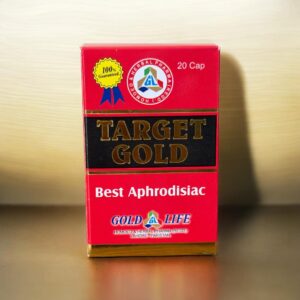 100%
Guaranteed
20 Cap
TARGET
GOLD
Best Aphrodisiac
GOLD LIFE